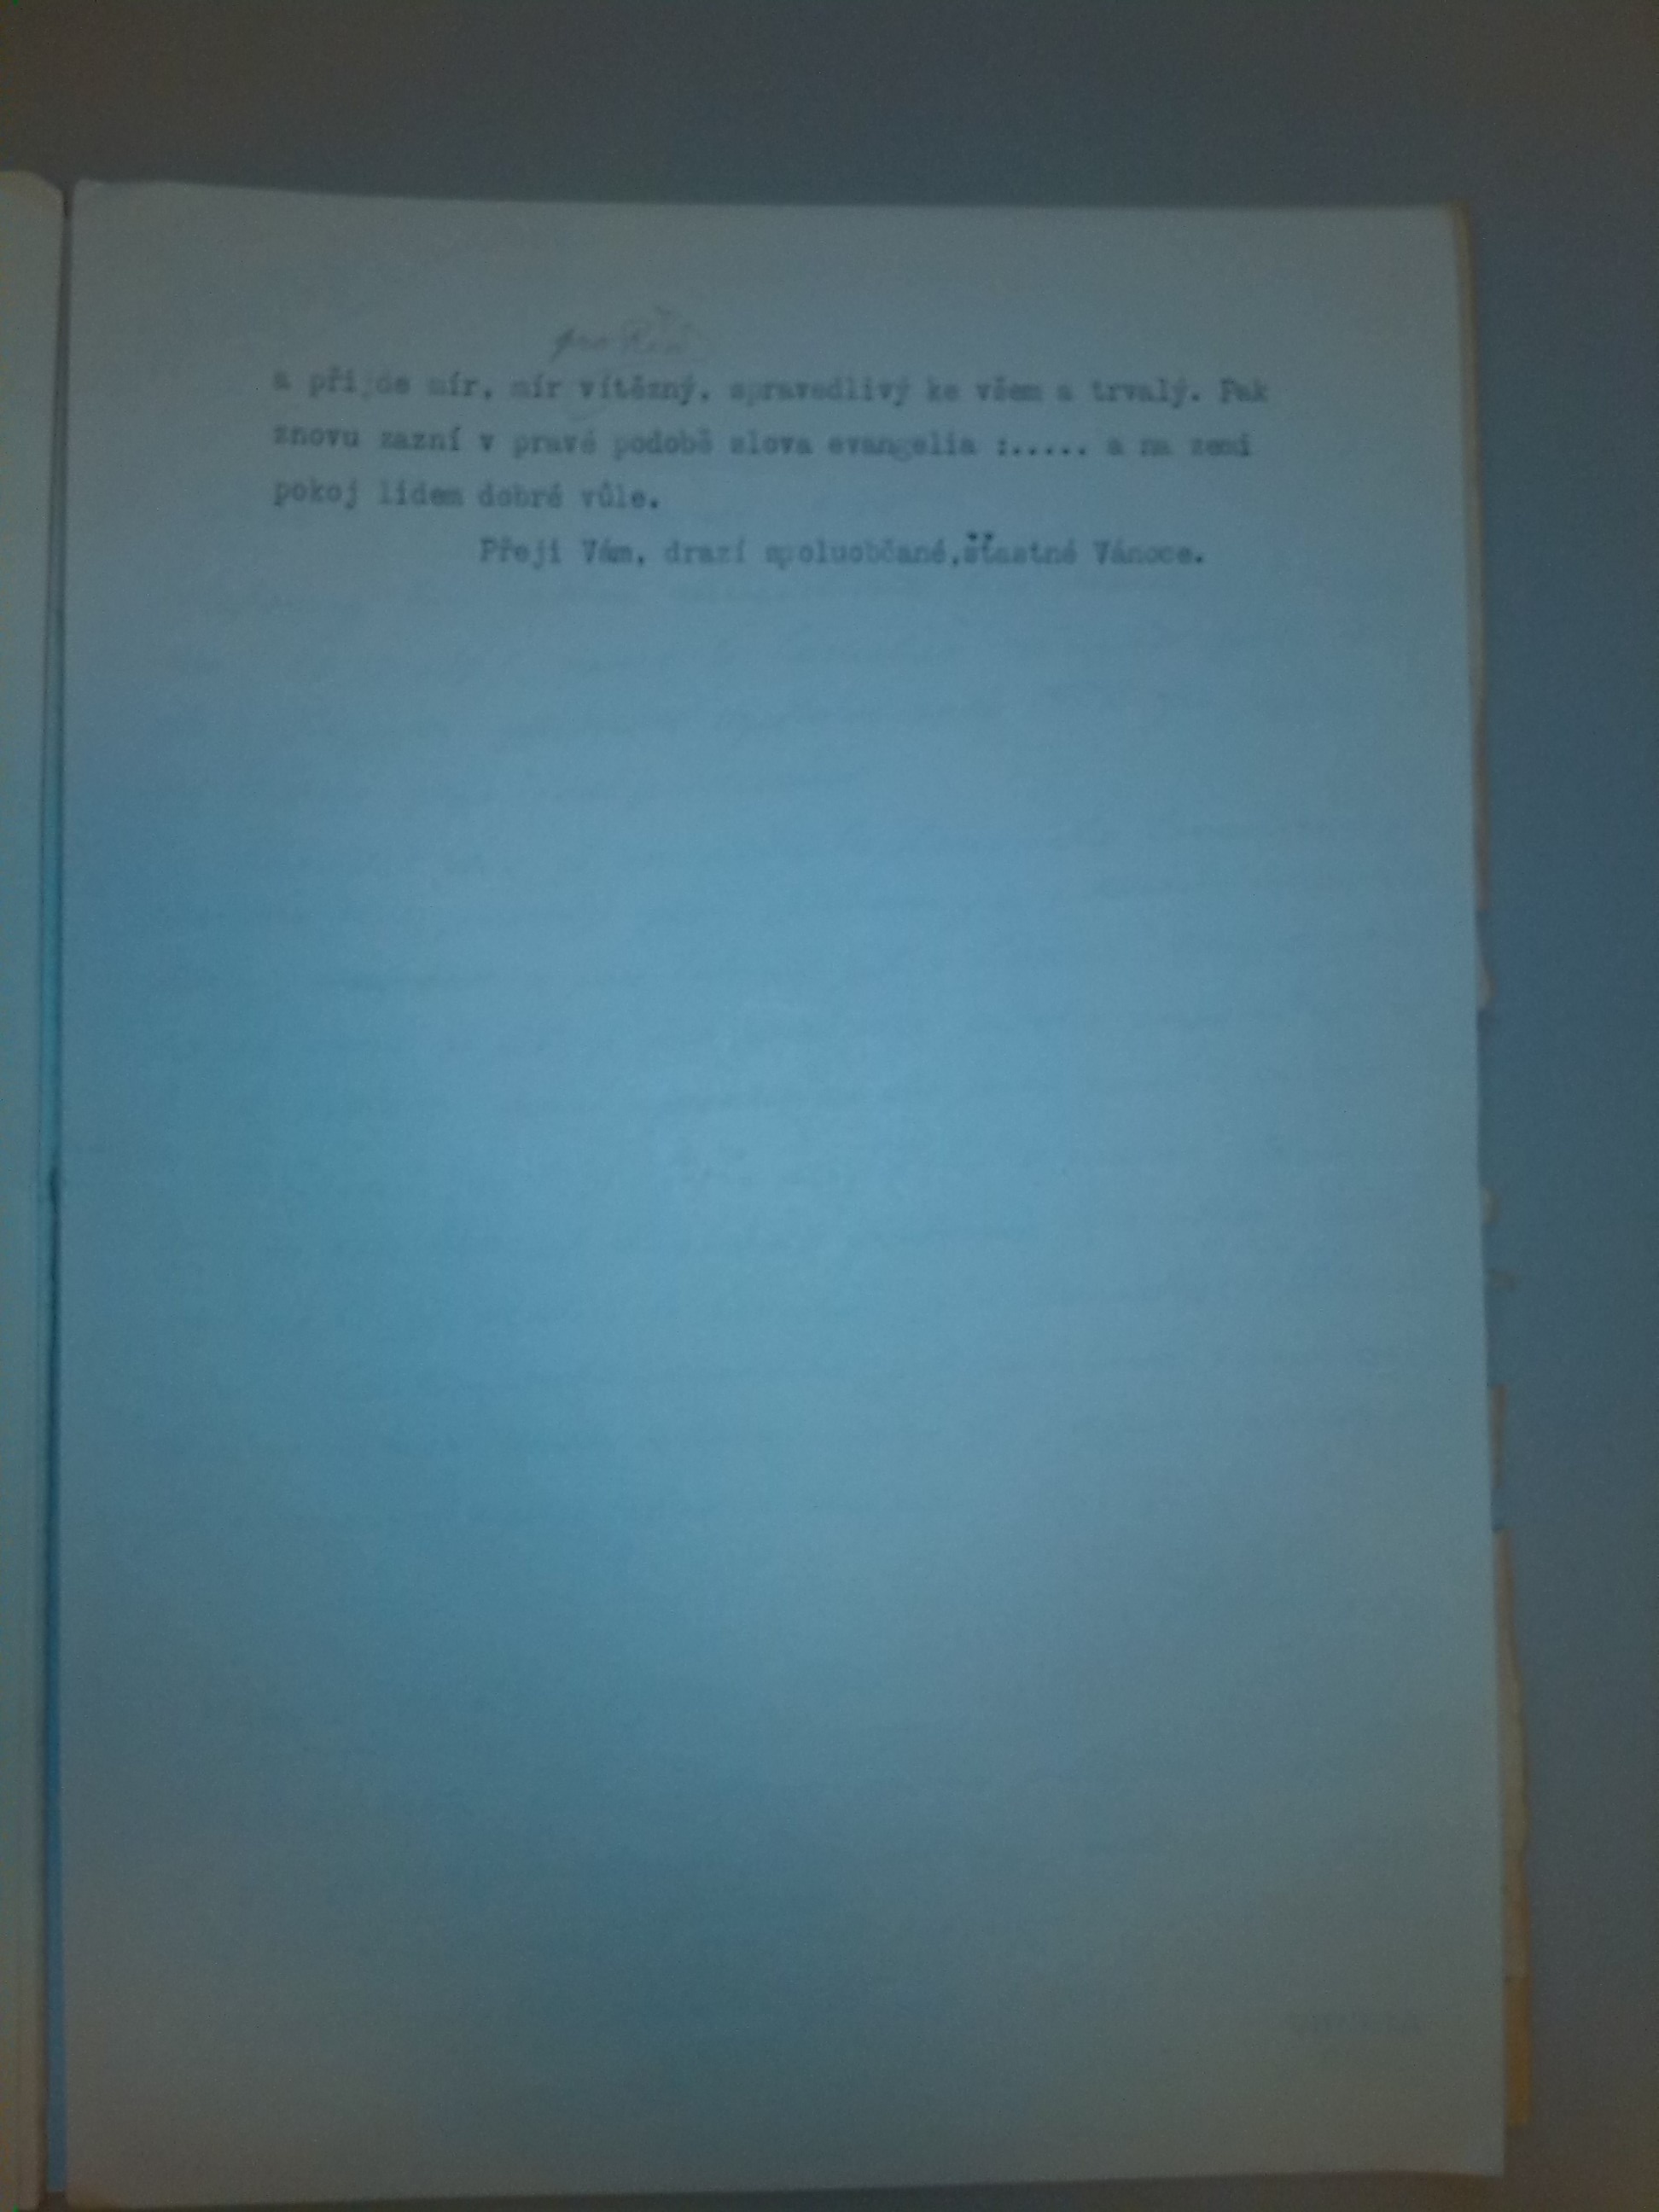 pro Říši
a přijde mír, mír vítězný, spravedlivý ke všem a trvalý. Pak
znovu zazní v pravé podobě slova evangelia :..... a na zemi
pokoj lidem dobré vůle.
Přeji Vám, drazí spoluobčané,šťastné Vánoce.